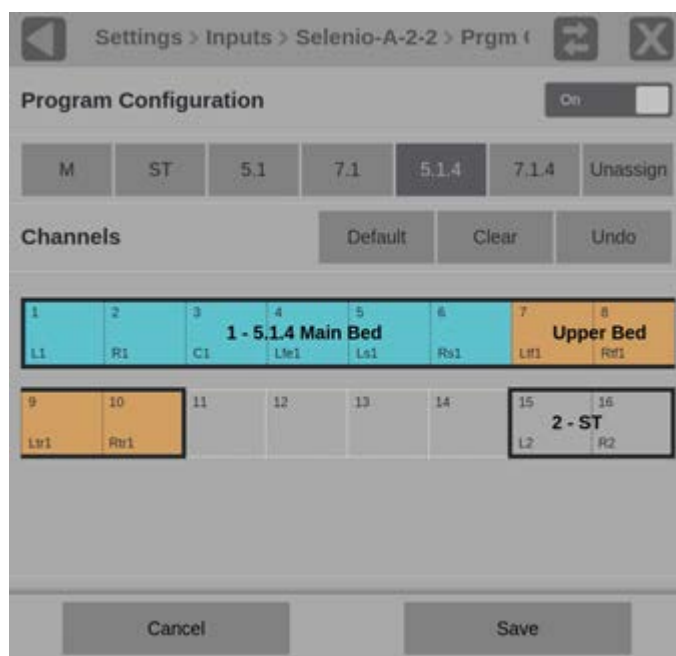 Settings > Inputs > Selenio-A-2-2 > Prgm
Program Configuration On
M ST 5.1 7.1 5.1.4 7.1.4 Unassign
Channels Default Clear Undo
1 2 3 4 5 6 7 8
1 - 5.1.4 Main Bed Upper Bed
L1 R1 C1 Lfe1 Ls1 Rs1 Ltf1 Rtf1
9 10 11 12 13 14 15 16
2 - ST
Ltr1 Rtr1 L2 R2
Cancel Save